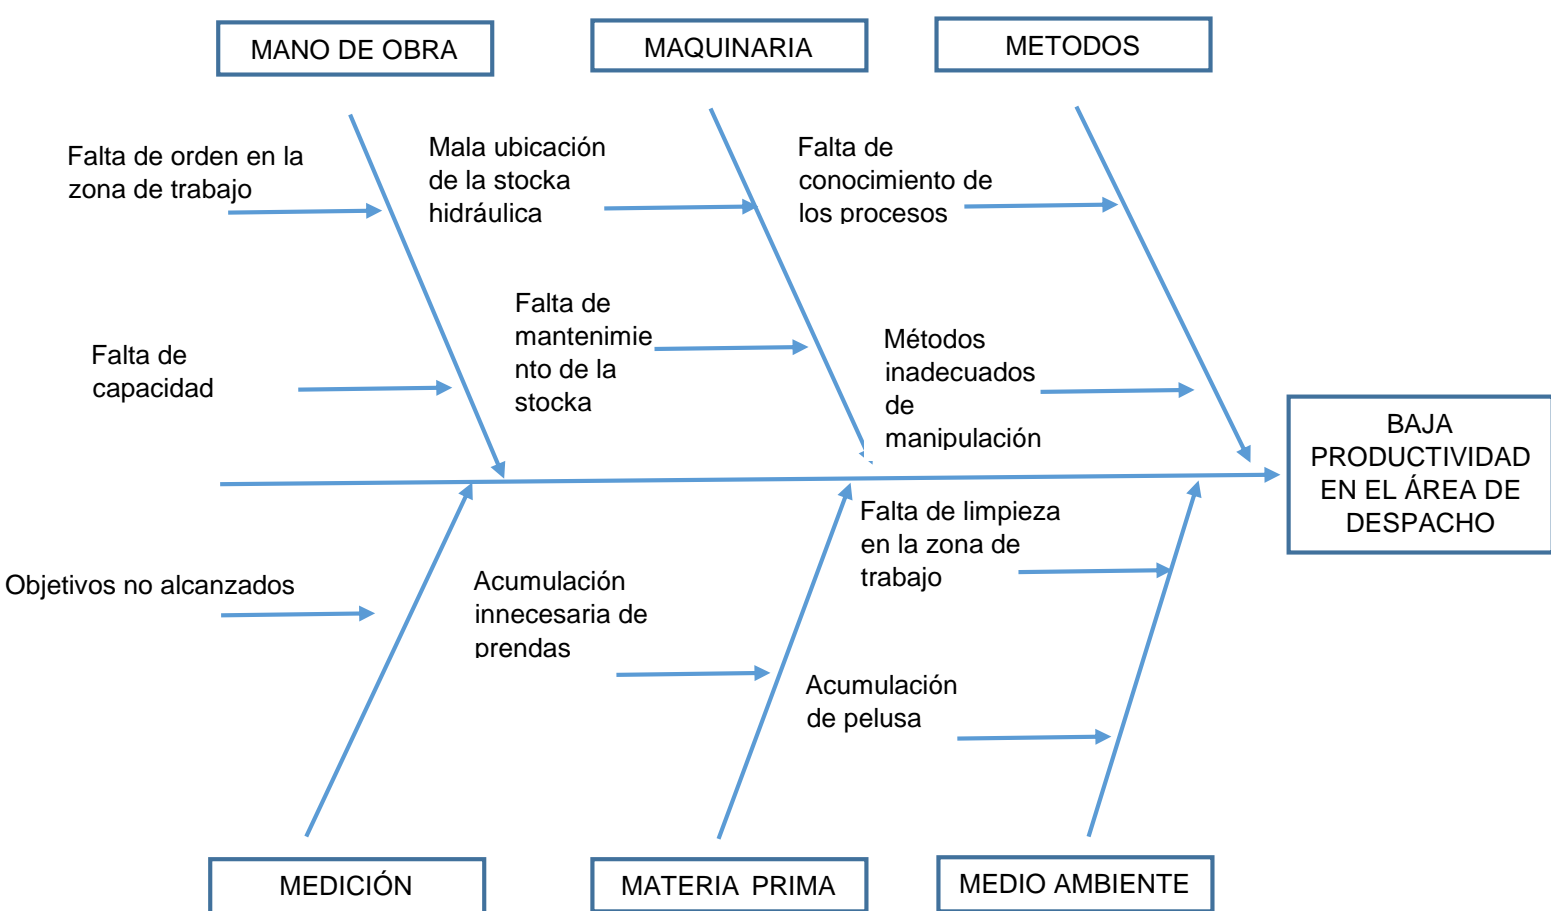 MANO DE OBRA
MAQUINARIA
METODOS
Falta de orden en la
zona de trabajo
Mala ubicación
de la stocka
hidráulica
Falta de
conocimiento de
los procesos
Falta de
mantenimie
nto de la
stocka
Falta de
capacidad
Métodos
inadecuados
de
manipulación
BAJA
PRODUCTIVIDAD
EN EL ÁREA DE
DESPACHO
Objetivos no alcanzados
Acumulación
innecesaria de
prendas
Falta de limpieza
en la zona de
trabajo
Acumulación
de pelusa
MEDICIÓN
MATERIA PRIMA
MEDIO AMBIENTE